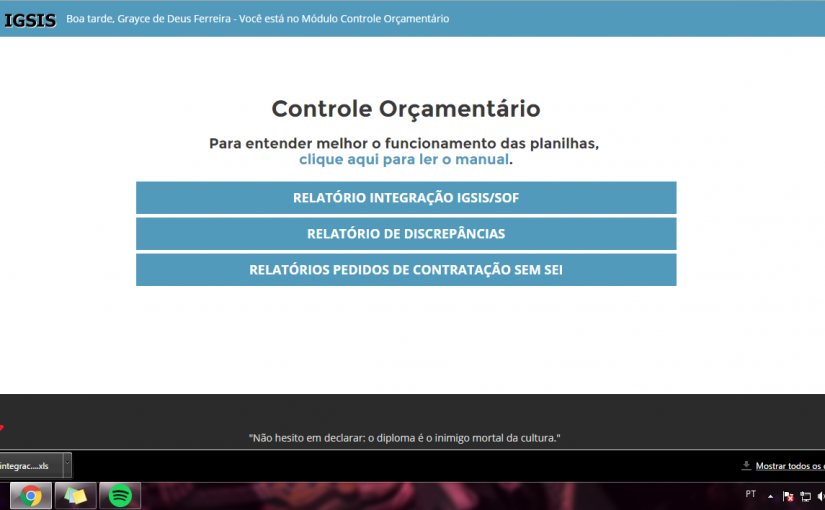 IGSIS Boa tarde, Grayce de Deus Ferreira - Você está no Módulo Controle Orçamentário
Controle Orçamentário
Para entender melhor o funcionamento das planilhas,
clique aqui para ler o manual.
RELATÓRIO INTEGRAÇÃO IGSIS/SOF
RELATÓRIO DE DISCREPÂNCIAS
RELATÓRIOS PEDIDOS DE CONTRATAÇÃO SEM SEI
"Não hesito em declarar: o diploma é o inimigo mortal da cultura."
integrac....xls Mostrar todos os
PT